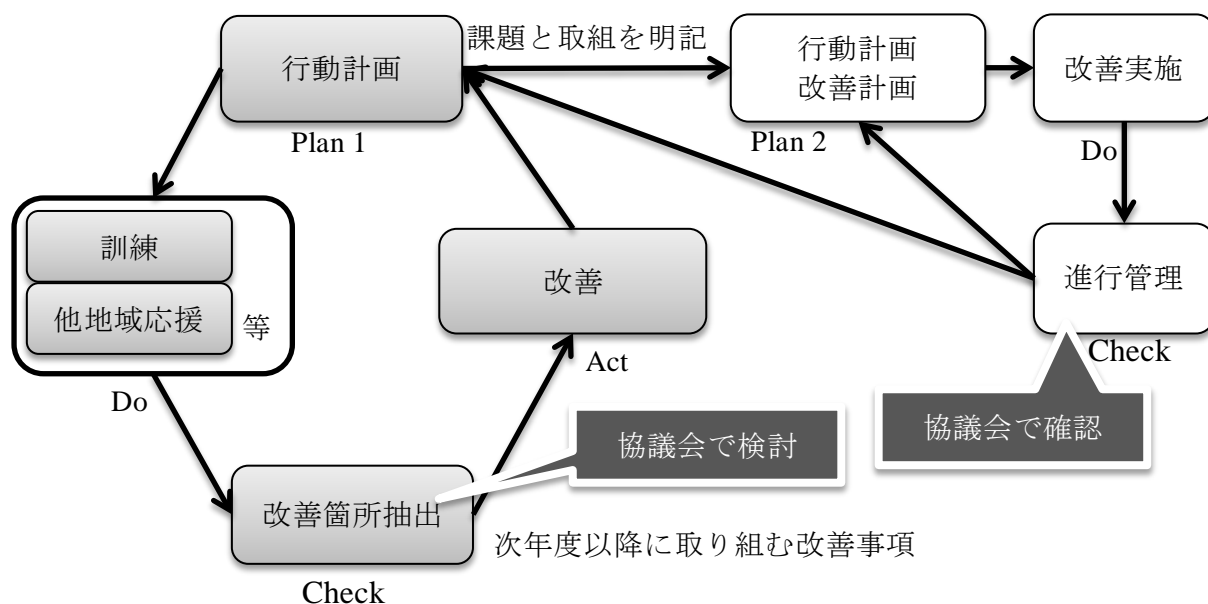 課題と取組を明記
行動計画
Plan 1
行動計画
改善計画
Plan 2
改善実施
Do
訓練
他地域応援
等
Do
改善
Act
進行管理
Check
協議会で検討
協議会で確認
改善箇所抽出
Check
次年度以降に取り組む改善事項